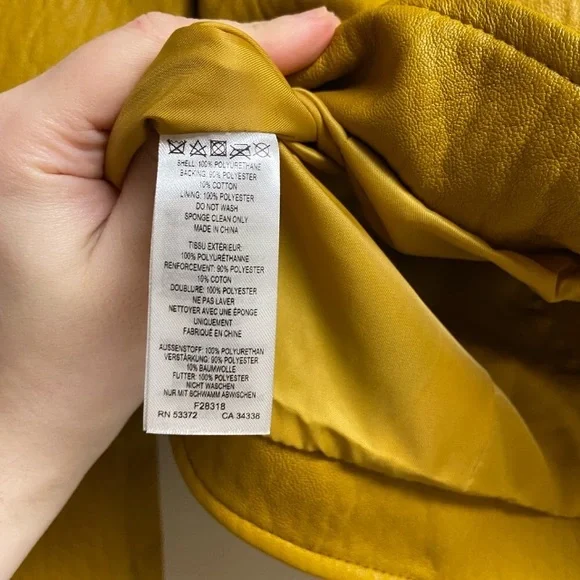 SHELL: 100% POLYURETHANE
BACKING: 90% POLYESTER
10% COTTON
LINING: 100% POLYESTER
DO NOT WASH
SPONGE CLEAN ONLY
MADE IN CHINA
TISSU EXTÉRIEUR:
100% POLYURÉTHANNE
RENFORCEMENT: 90% POLYESTER
10% COTON
DOUBLURE: 100% POLYESTER
NE PAS LAVER
NETTOYER AVEC UNE ÉPONGE
UNIQUEMENT
FABRIQUÉ EN CHINE
AUSSENSTOFF: 100% POLYURETHAN
VERSTÄRKUNG: 90% POLYESTER
10% BAUMWOLLE
FUTTER: 100% POLYESTER
NICHT WASCHEN
NUR MIT SCHWAMM ABWISCHEN
F28318
RN 53372 CA 34338